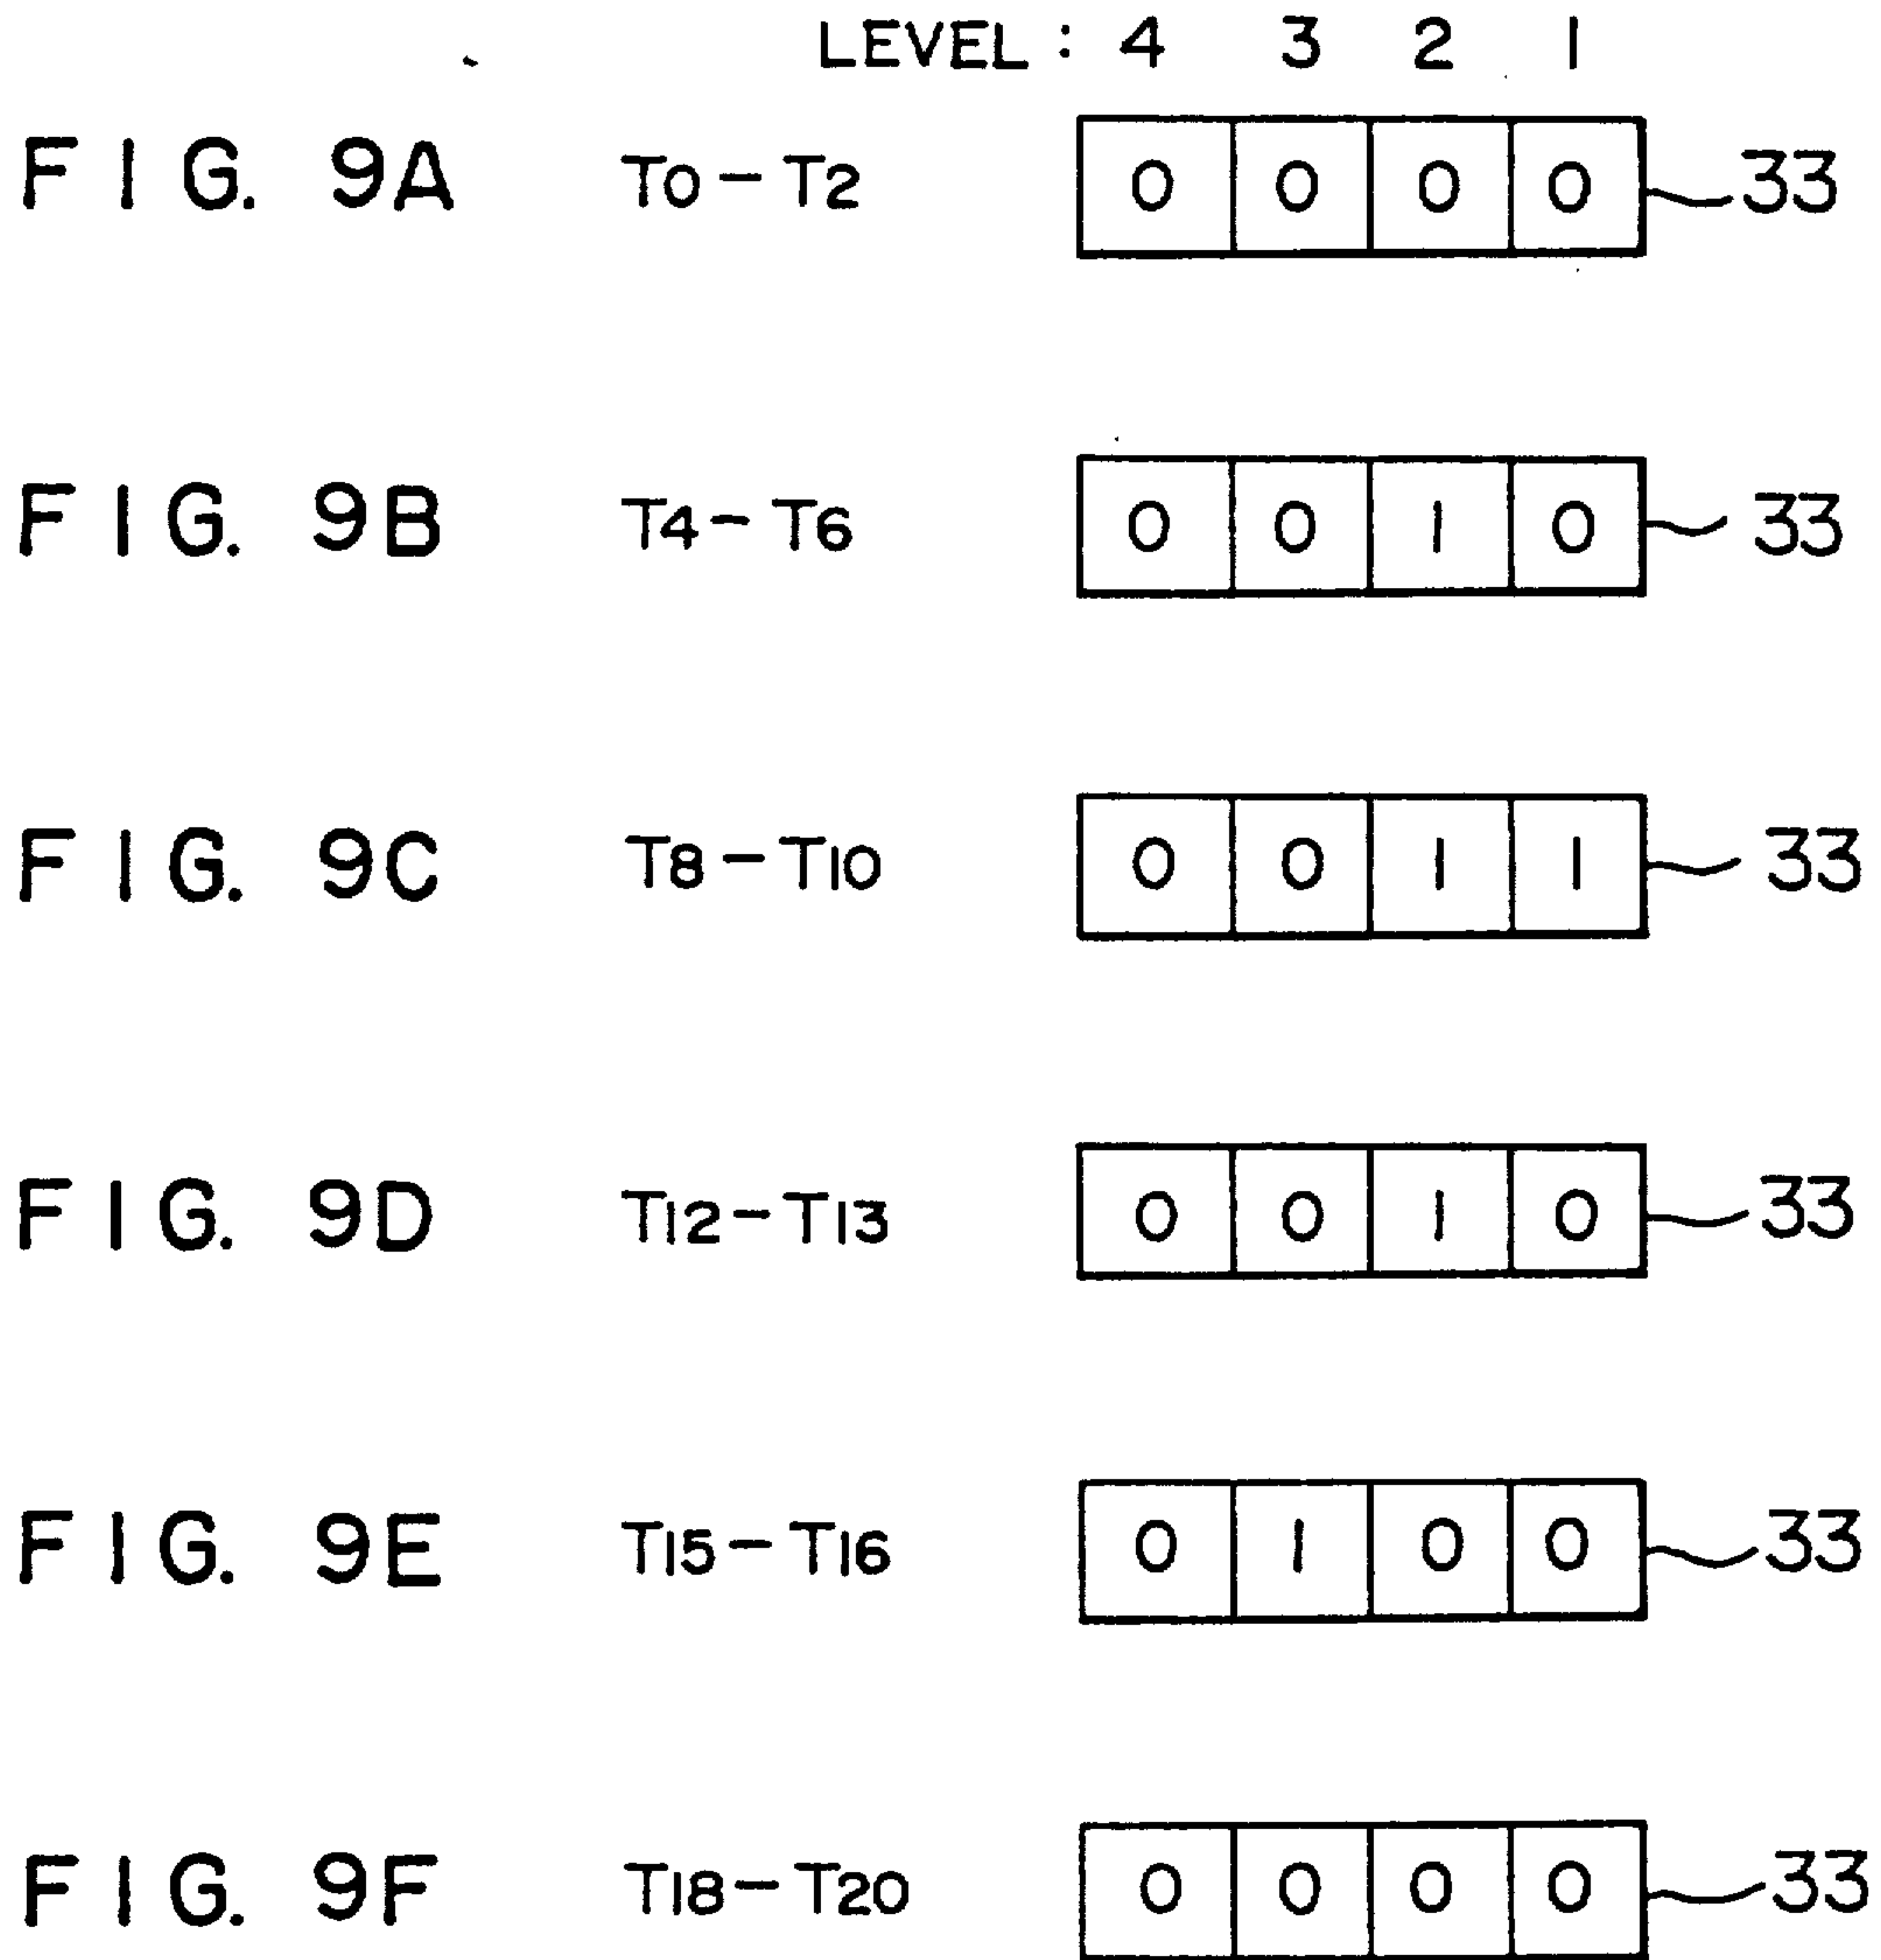 LEVEL : 4 3 2 1
FIG. 9A T0-T2 0 0 0 0 33
FIG. 9B T4-T6 0 0 1 0 33
FIG. 9C T8-T10 0 0 1 1 33
FIG. 9D T12-T13 0 0 1 0 33
FIG. 9E T15-T16 0 1 0 0 33
FIG. 9F T18-T20 0 0 0 0 33